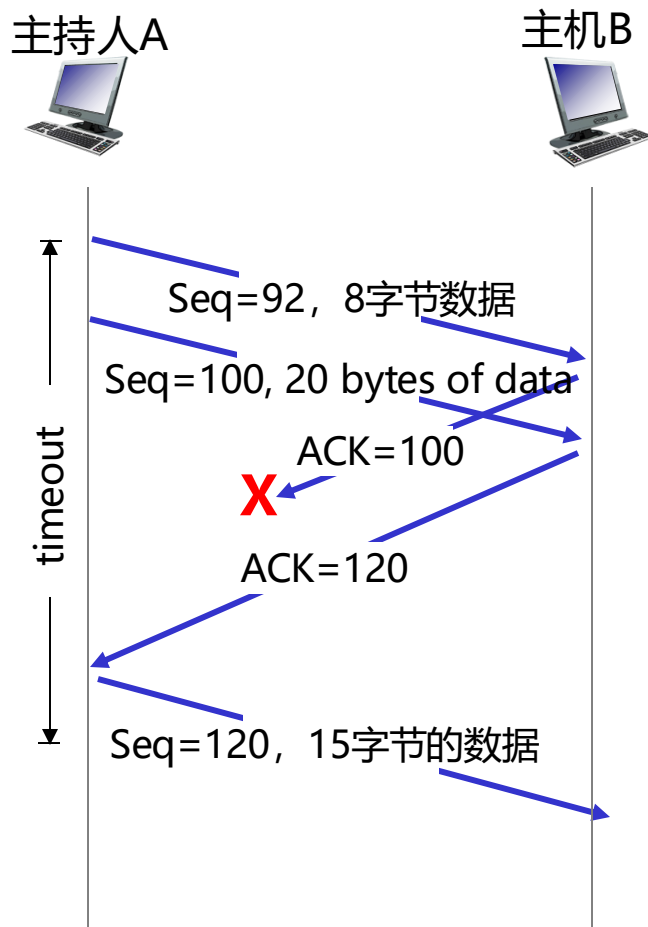 主持人A
主机B
Seq=92，8字节数据
Seq=100, 20 bytes of data
ACK=100
X
timeout
ACK=120
Seq=120，15字节的数据